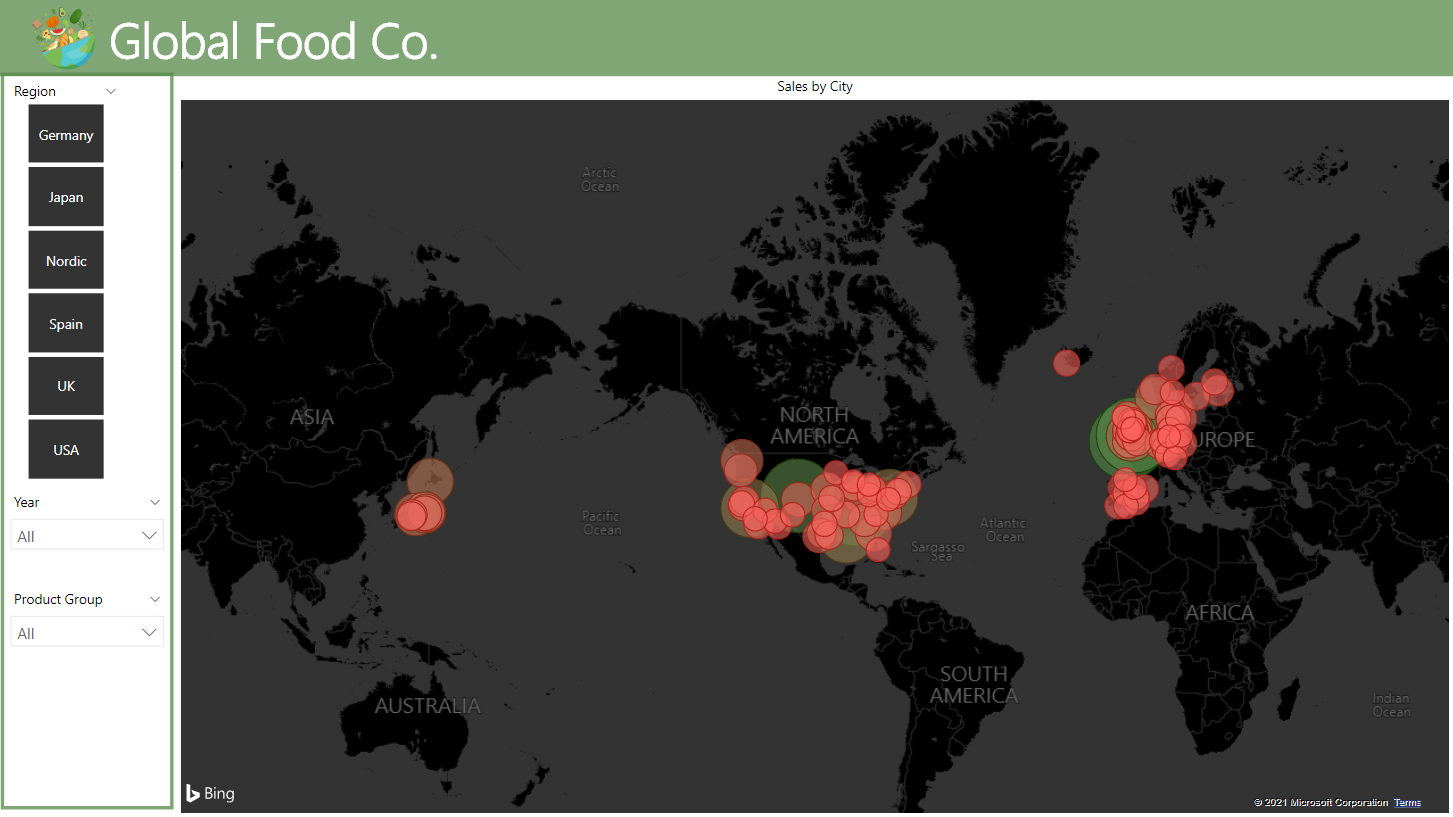 Global Food Co.
Region
Germany
Japan
Nordic
Spain
UK
USA
Year
All
Product Group
All
Sales by City
Arctic
Ocean
ASIA
NORTH
AMERICA
UROPE
Pacific
Ocean
Atlantic
Ocean
Sargasso
Sea
AFRICA
SOUTH
AMERICA
AUSTRALIA
Indian
Ocean
Bing
© 2021 Microsoft Corporation Terms